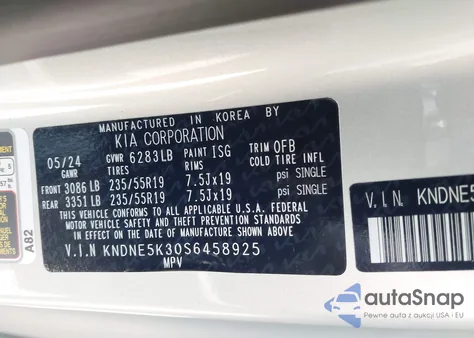 MANUFACTURED IN KOREA BY
KIA CORPORATION
05/24 GVWR 6283LB PAINT ISG TRIM OFB
GAWR TIRES RIMS COLD TIRE INFL
FRONT 3086LB 235/55R19 7.5Jx19 psi SINGLE
REAR 3351LB 235/55R19 7.5Jx19 psi SINGLE
THIS VEHICLE CONFORMS TO ALL APPLICABLE FEDERAL
MOTOR VEHICLE SAFETY AND THEFT PREVENTION STANDARDS
IN EFFECT ON THE DATE OF MANUFACTURE SHOWN ABOVE.
V.I.N KNDNE5K30S6458925
MPV
A82
V.I.N. KNDNE5K
autoSnap
Pewne auta z aukcji USA i EU